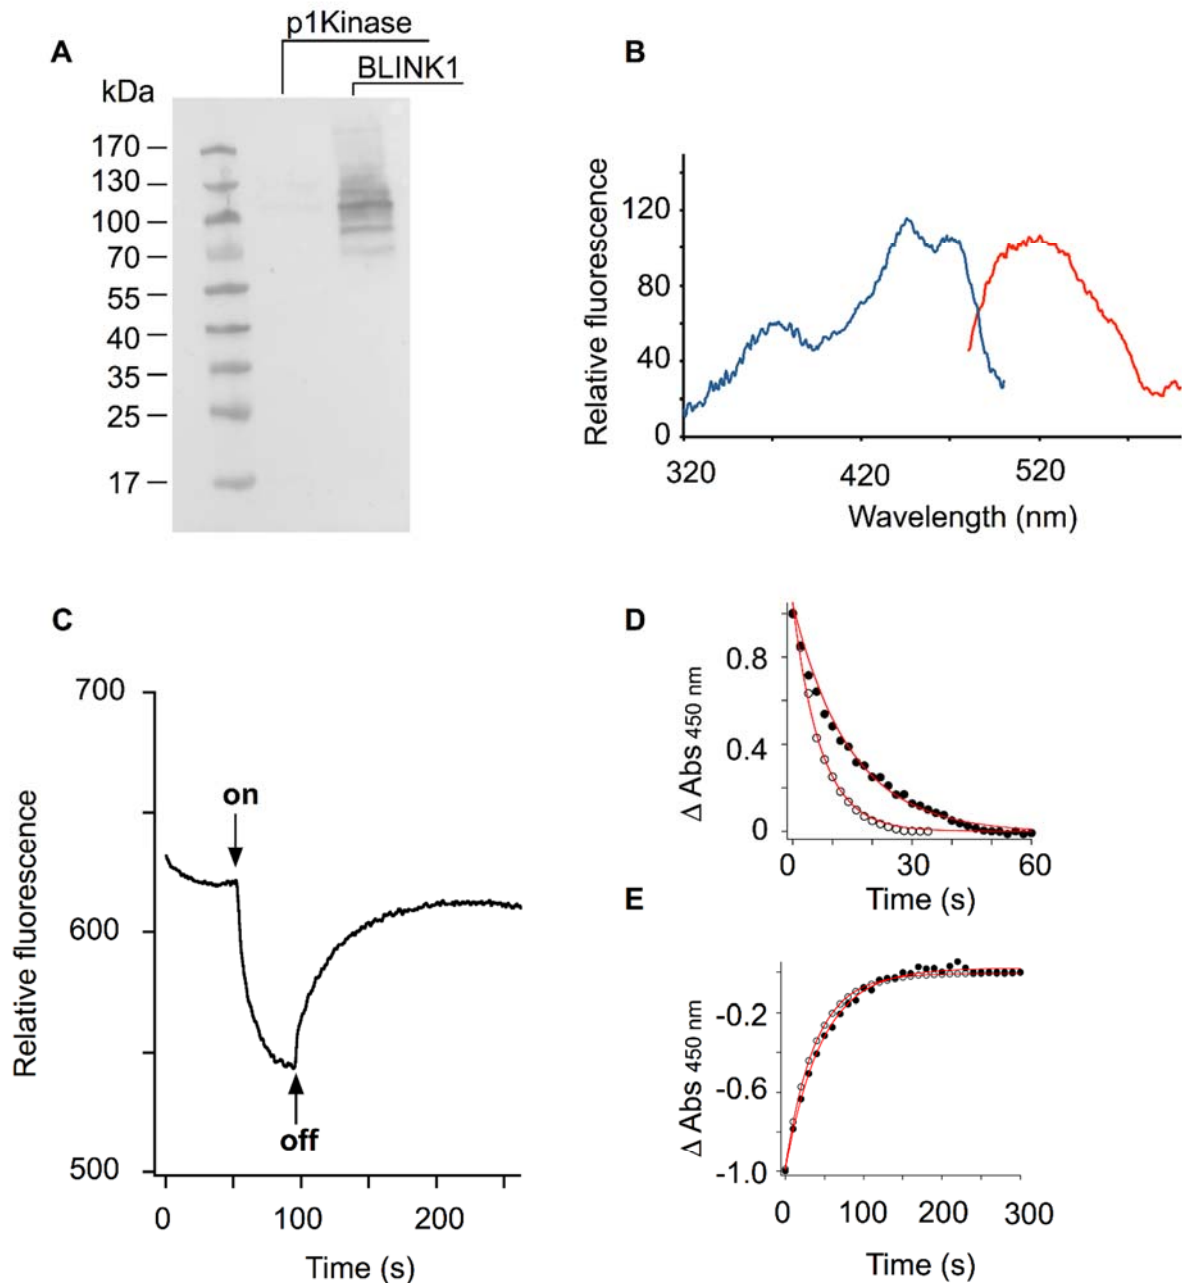 A
p1Kinase
BLINK1
kDa
170
130
100
70
55
40
35
25
17
B
Relative fluorescence
120
80
40
0
320
420
520
Wavelength (nm)
C
Relative fluorescence
700
600
500
on
off
0
100
200
Time (s)
D
Δ Abs 450 nm
0.8
0.4
0
0
30
60
Time (s)
E
Δ Abs 450 nm
-0.2
-0.6
-1.0
0
100
200
300
Time (s)